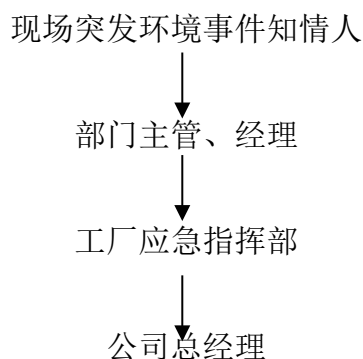 现场突发环境事件知情人
部门主管、经理
工厂应急指挥部
公司总经理